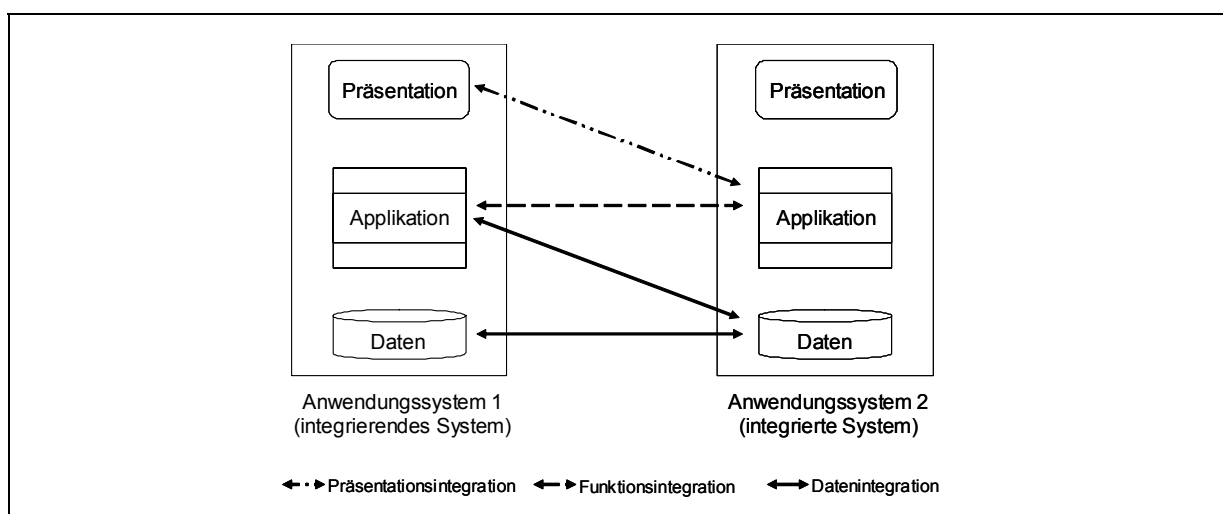 Präsentation
Präsentation
Applikation
Applikation
Daten
Daten
Anwendungssystem 1
(integrierendes System)
Anwendungssystem 2
(integrierte System)
Präsentationsintegration
Funktionsintegration
Datenintegration